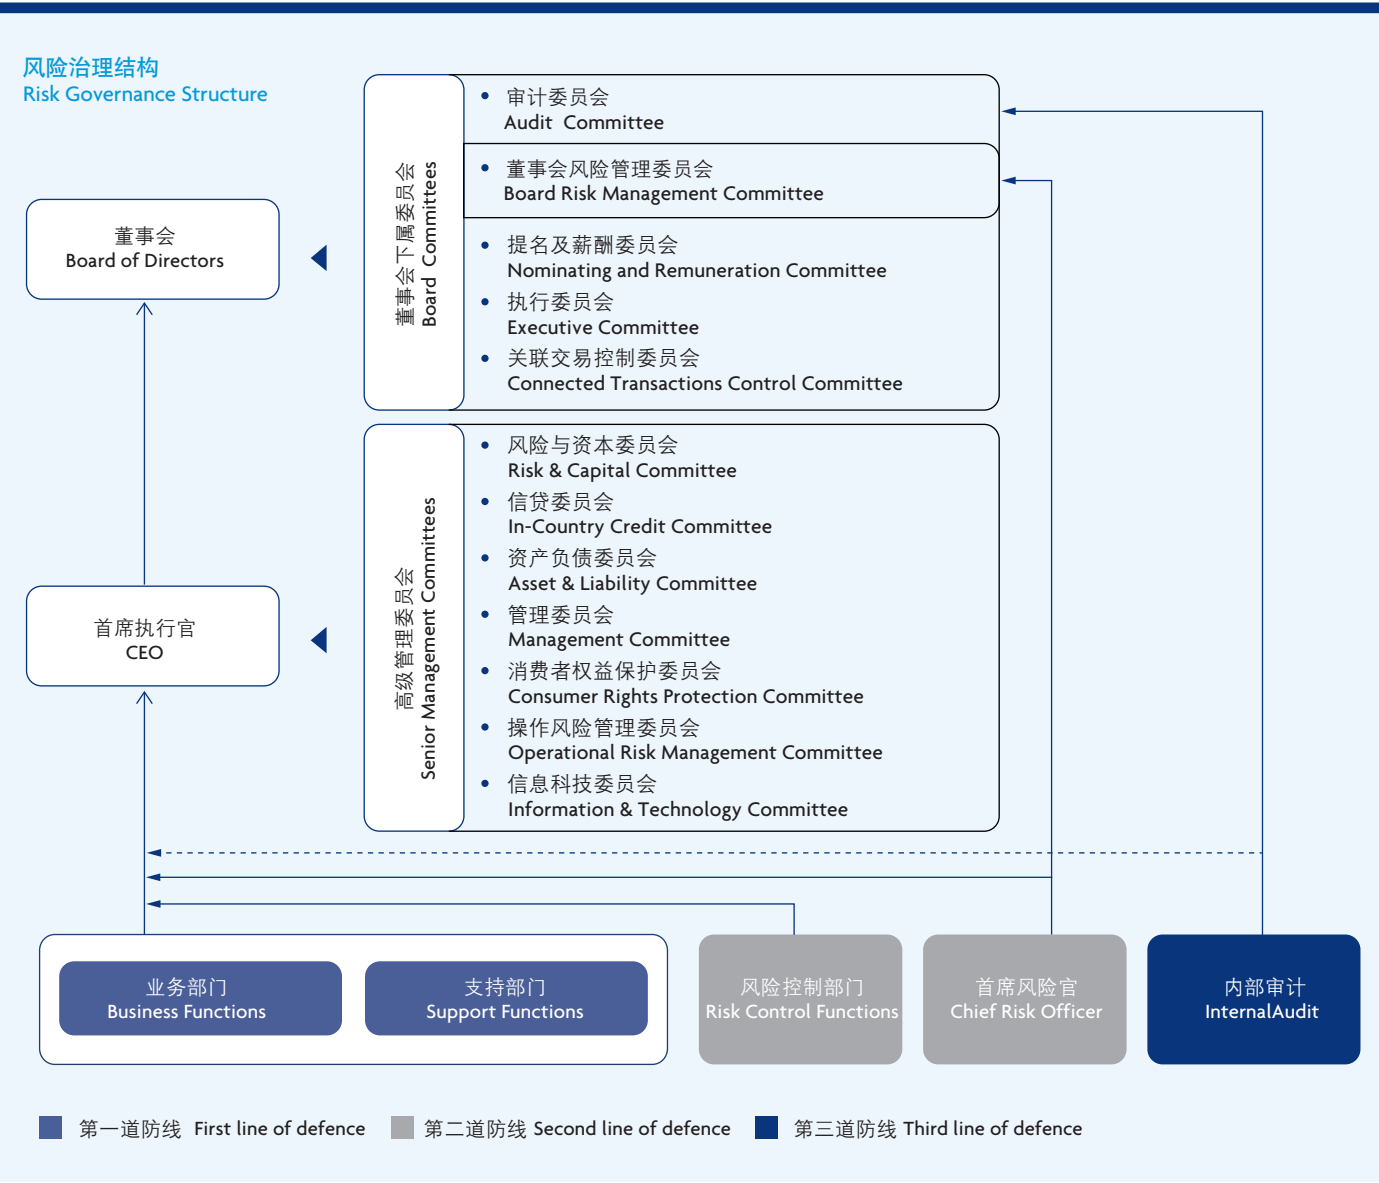 风险治理结构
Risk Governance Structure
董事会下属委员会
Board Committees
审计委员会
Audit Committee
董事会风险管理委员会
Board Risk Management Committee
提名及薪酬委员会
Nominating and Remuneration Committee
执行委员会
Executive Committee
关联交易控制委员会
Connected Transactions Control Committee
董事会
Board of Directors
高级管理委员会
Senior Management Committees
风险与资本委员会
Risk & Capital Committee
信贷委员会
In-Country Credit Committee
资产负债委员会
Asset & Liability Committee
管理委员会
Management Committee
消费者权益保护委员会
Consumer Rights Protection Committee
操作风险管理委员会
Operational Risk Management Committee
信息科技委员会
Information & Technology Committee
首席执行官
CEO
业务部门
Business Functions
支持部门
Support Functions
风险控制部门
Risk Control Functions
首席风险官
Chief Risk Officer
内部审计
InternalAudit
第一道防线 First line of defence
第二道防线 Second line of defence
第三道防线 Third line of defence